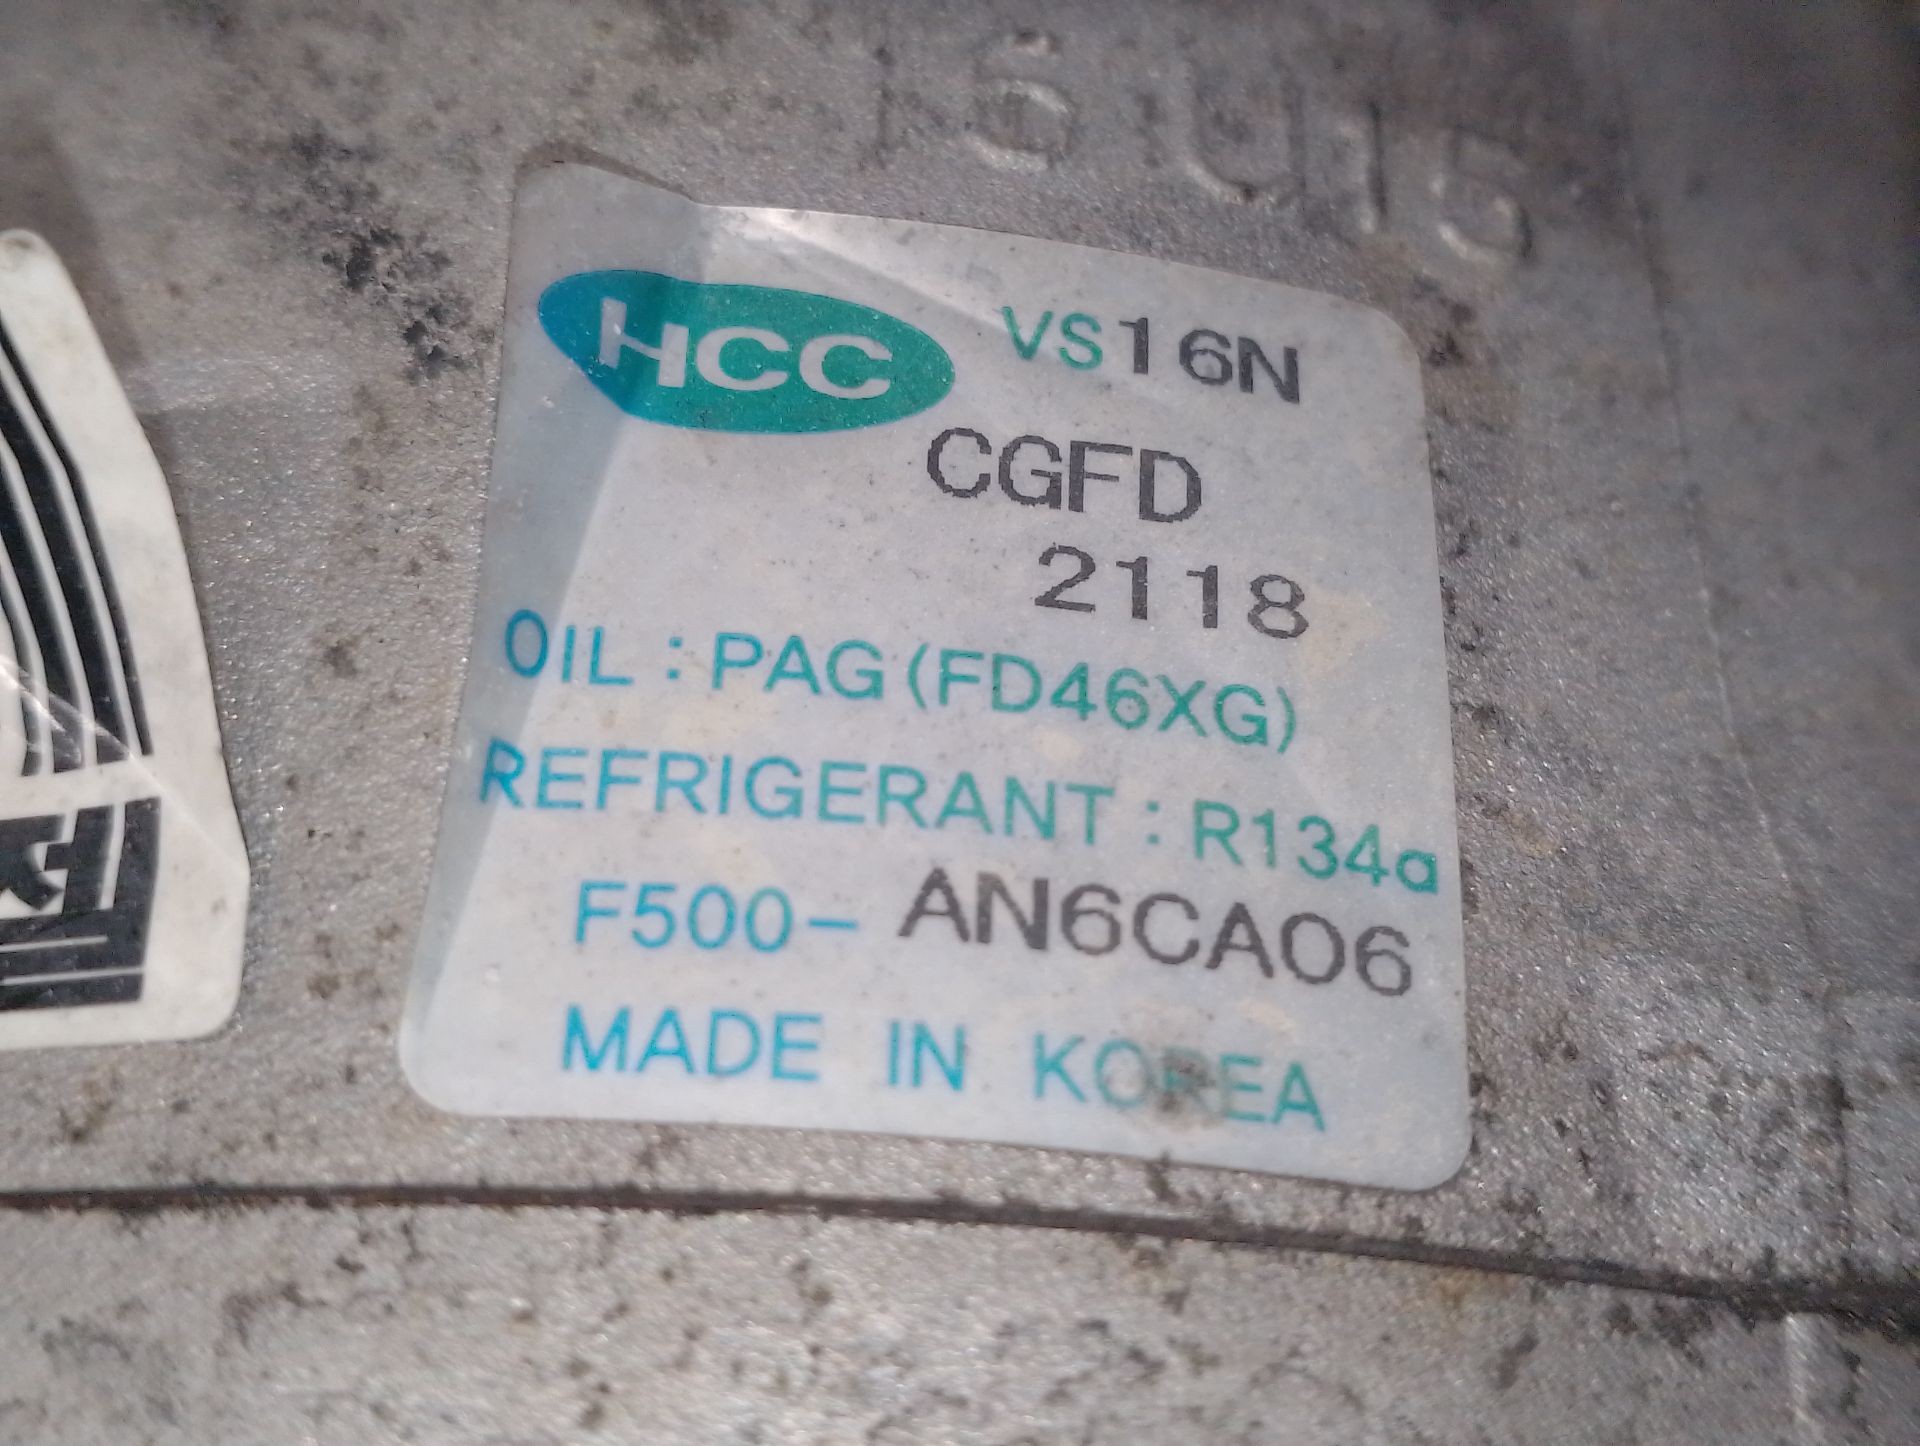 HCC VS16N
CGFD
2118
OIL : PAG (FD46XG)
REFRIGERANT : R134a
F500- AN6CA06
MADE IN KOREA